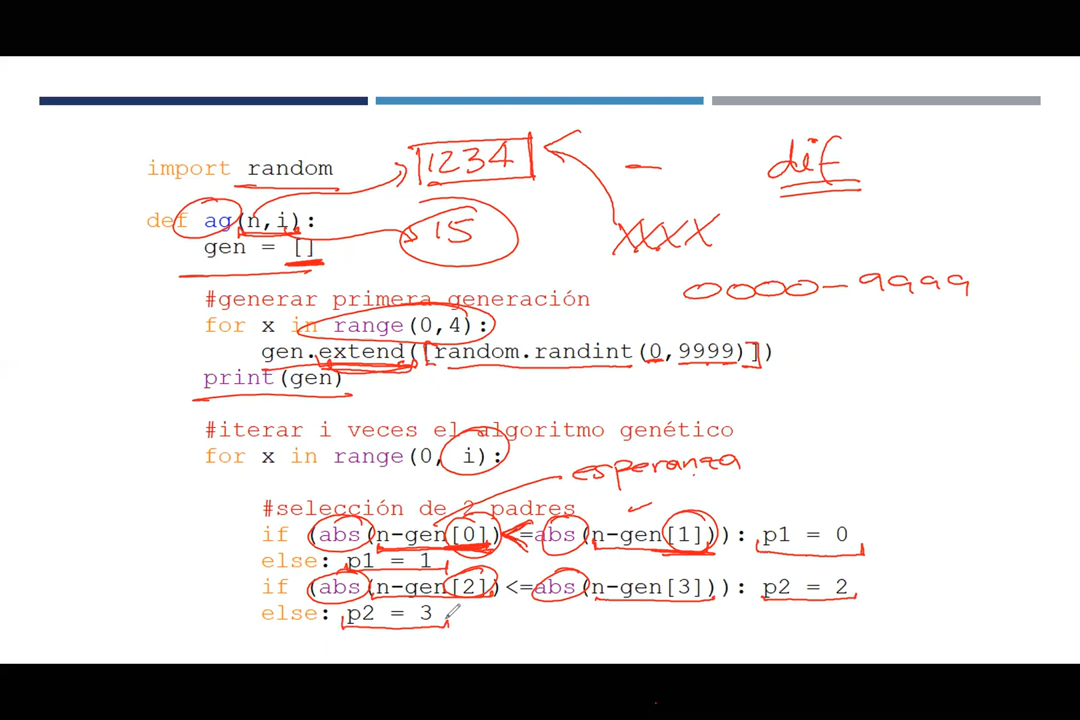 import random
1234
—
dif
def ag(n,i):
15
xxxx
gen = []
0000-9999
#generar primera generación
for x in range(0,4):
gen.extend([random.randint(0,9999)])
print(gen)
#iterar i veces el algoritmo genético
for x in range(0, i):
esperanza
#selección de 2 padres
if (abs(n-gen[0])<=abs(n-gen[1])): p1 = 0
else: p1 = 1
if (abs(n-gen[2])<=abs(n-gen[3])): p2 = 2
else: p2 = 3